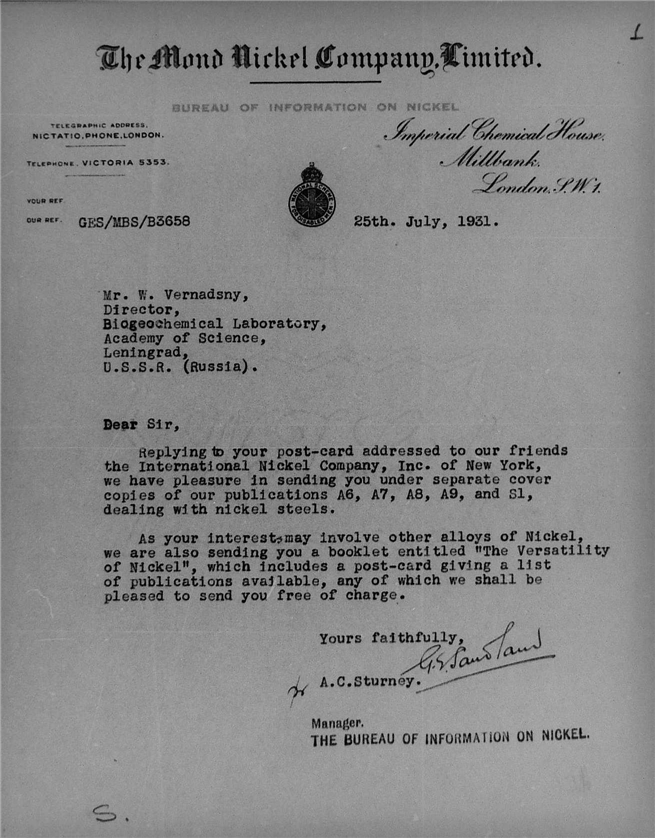 1
The Mond Nickel Company, Limited.
BUREAU OF INFORMATION ON NICKEL
TELEGRAPHIC ADDRESS,
NICTATIO, PHONE, LONDON.
TELEPHONE, VICTORIA 5353.
Imperial Chemical House,
Millbank,
London, S.W.1.
NATIONAL SCHEME FOR DISABLED MEN
YOUR REF.
OUR REF. GES/MBS/B3658
25th. July, 1931.
Mr. W. Vernadsny,
Director,
Biogeochemical Laboratory,
Academy of Science,
Leningrad,
U.S.S.R. (Russia).
Dear Sir,
Replying to your post-card addressed to our friends
the International Nickel Company, Inc. of New York,
we have pleasure in sending you under separate cover
copies of our publications A6, A7, A8, A9, and S1,
dealing with nickel steels.
As your interest may involve other alloys of Nickel,
we are also sending you a booklet entitled "The Versatility
of Nickel", which includes a post-card giving a list
of publications available, any of which we shall be
pleased to send you free of charge.
Yours faithfully,
G.E. Sandland
A.C.Sturney.
Manager.
THE BUREAU OF INFORMATION ON NICKEL.
S.